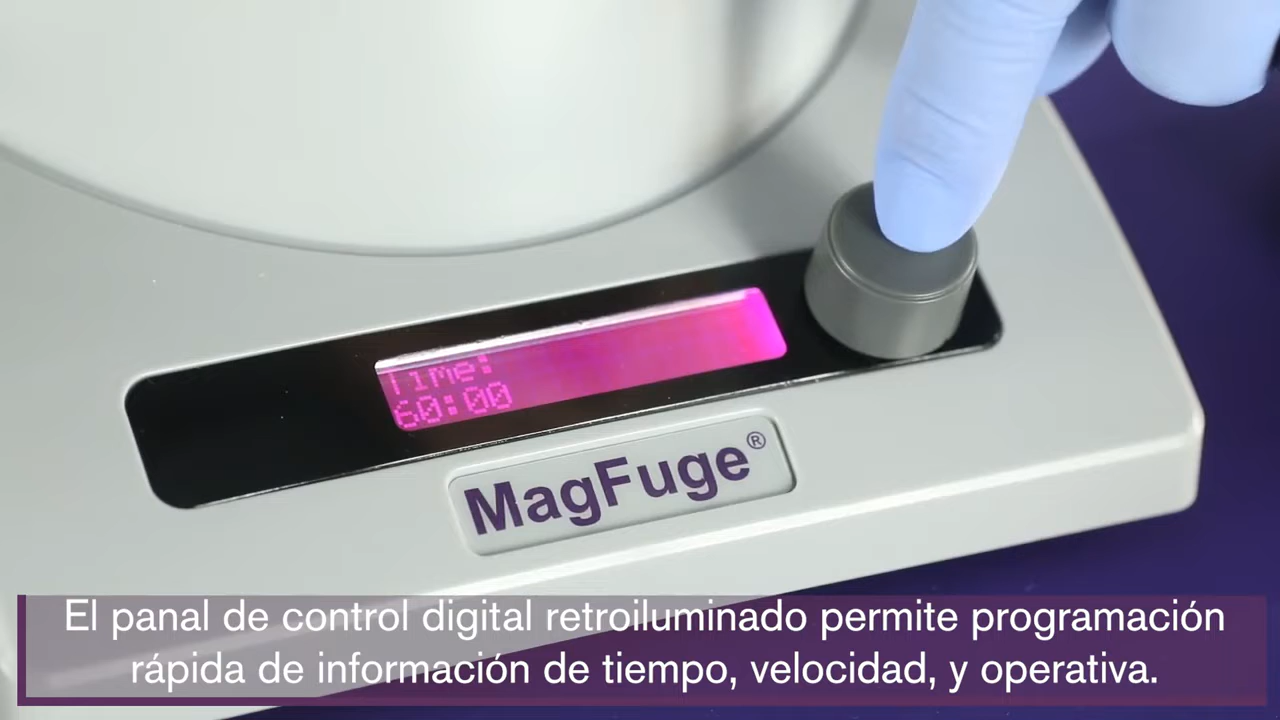 Time:
60:00
MagFuge®
El panal de control digital retroiluminado permite programación
rápida de información de tiempo, velocidad, y operativa.